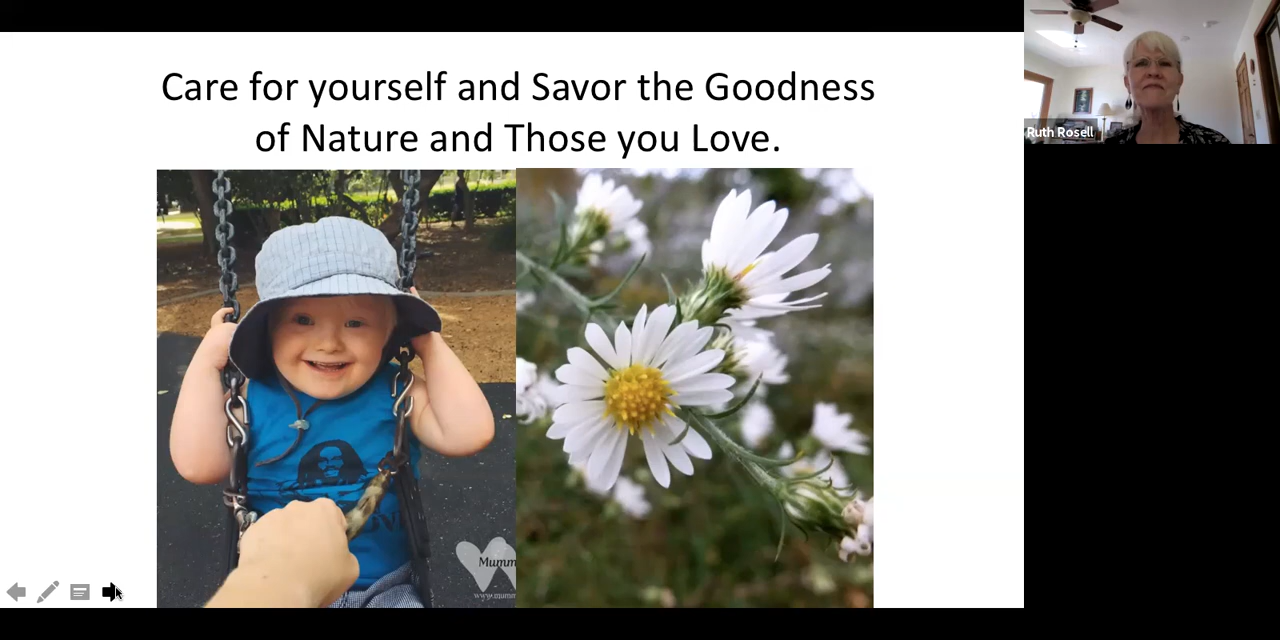 Care for yourself and Savor the Goodness
of Nature and Those you Love.
Ruth Rosell